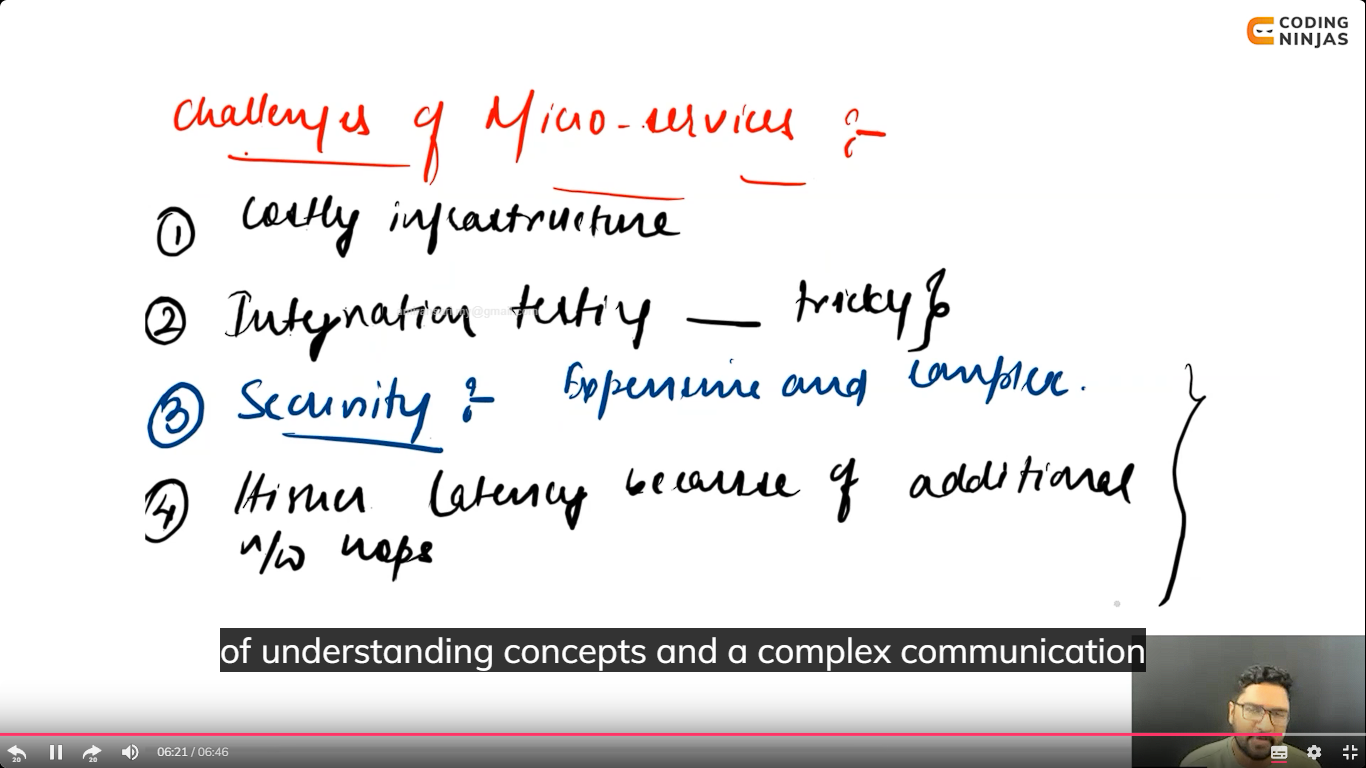 CODING
NINJAS
Challenges of Micro-services :-
① Costly infrastructure
② Integration testing — tricky}
③ Security :- Expensive and complex.
④ Higher latency because of additional
n/w hops
of understanding concepts and a complex communication
20 20 06:21 / 06:46